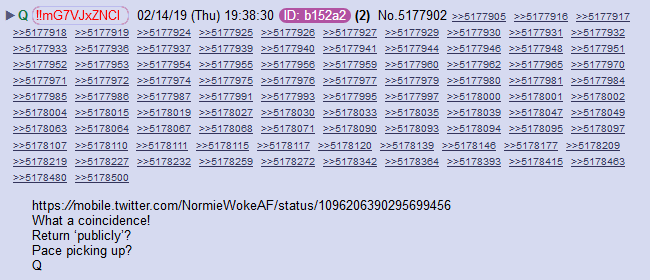 ▶ Q !!mG7VJxZNCI 02/14/19 (Thu) 19:38:30 ID: b152a2 (2) No.5177902 >>5177905 >>5177916 >>5177917
>>5177918 >>5177919 >>5177924 >>5177925 >>5177926 >>5177927 >>5177929 >>5177930 >>5177931 >>5177932
>>5177933 >>5177936 >>5177937 >>5177939 >>5177940 >>5177941 >>5177944 >>5177946 >>5177948 >>5177951
>>5177952 >>5177953 >>5177954 >>5177955 >>5177956 >>5177959 >>5177960 >>5177962 >>5177965 >>5177970
>>5177971 >>5177972 >>5177974 >>5177975 >>5177976 >>5177977 >>5177979 >>5177980 >>5177981 >>5177984
>>5177985 >>5177986 >>5177987 >>5177991 >>5177993 >>5177995 >>5177997 >>5178000 >>5178001 >>5178002
>>5178004 >>5178015 >>5178019 >>5178027 >>5178030 >>5178033 >>5178035 >>5178039 >>5178047 >>5178049
>>5178063 >>5178064 >>5178067 >>5178068 >>5178071 >>5178090 >>5178093 >>5178094 >>5178095 >>5178097
>>5178107 >>5178110 >>5178111 >>5178115 >>5178117 >>5178120 >>5178139 >>5178146 >>5178177 >>5178209
>>5178219 >>5178227 >>5178232 >>5178259 >>5178272 >>5178342 >>5178364 >>5178393 >>5178415 >>5178463
>>5178480 >>5178500
https://mobile.twitter.com/NormieWokeAF/status/1096206390295699456
What a coincidence!
Return ‘publicly’?
Pace picking up?
Q